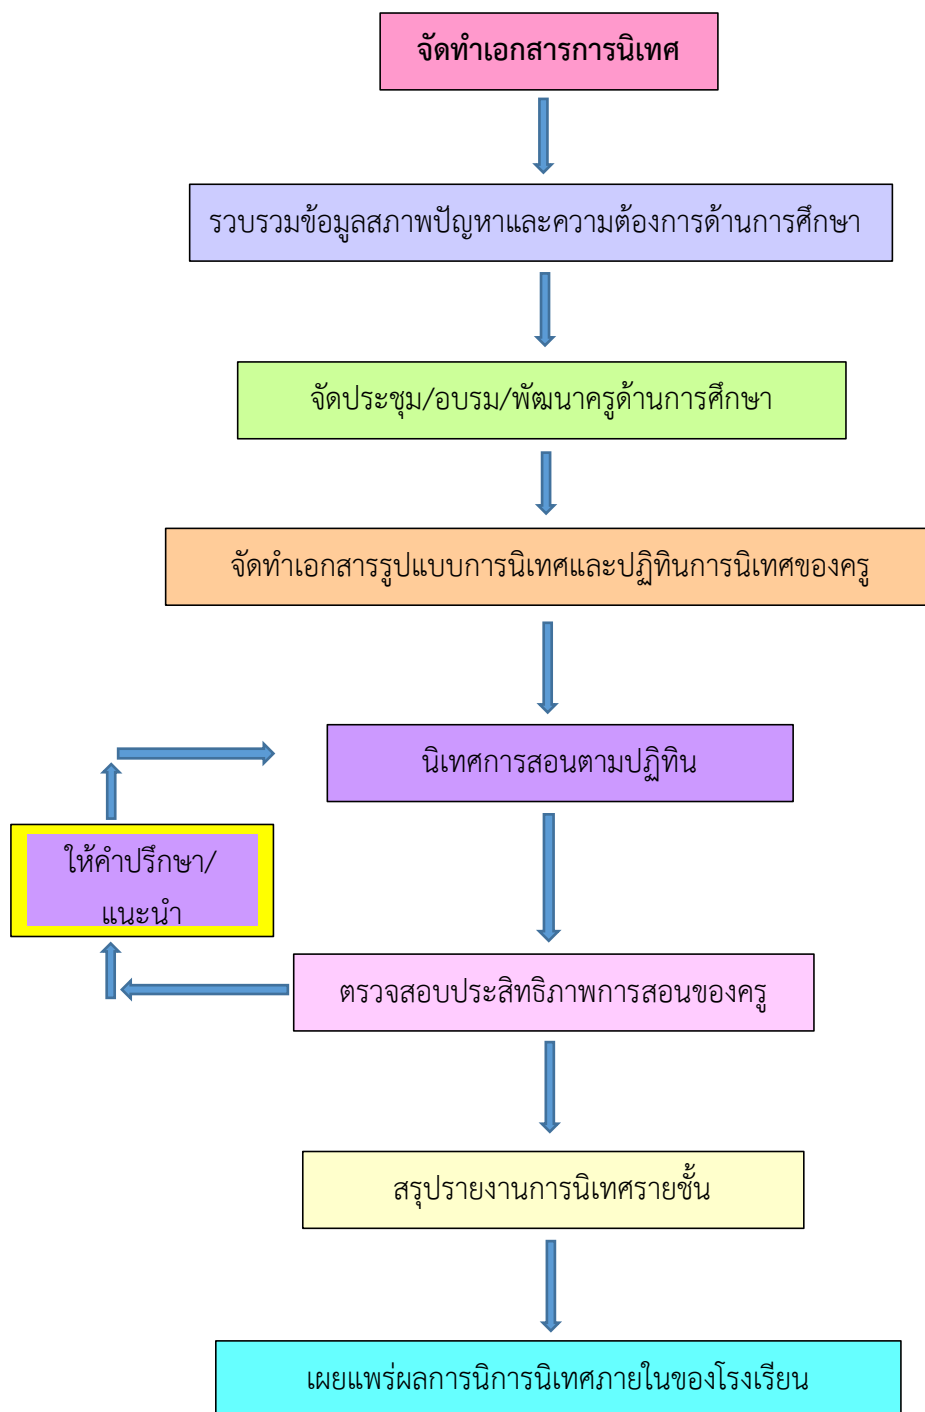 จัดทำเอกสารการนิเทศ
รวบรวมข้อมูลสภาพปัญหาและความต้องการด้านการศึกษา
จัดประชุม/อบรม/พัฒนาครูด้านการศึกษา
จัดทำเอกสารรูปแบบการนิเทศและปฏิทินการนิเทศของครู
นิเทศการสอนตามปฏิทิน
ให้คำปรึกษา/
แนะนำ
ตรวจสอบประสิทธิภาพการสอนของครู
สรุปรายงานการนิเทศรายชั้น
เผยแพร่ผลการนิการนิเทศภายในของโรงเรียน